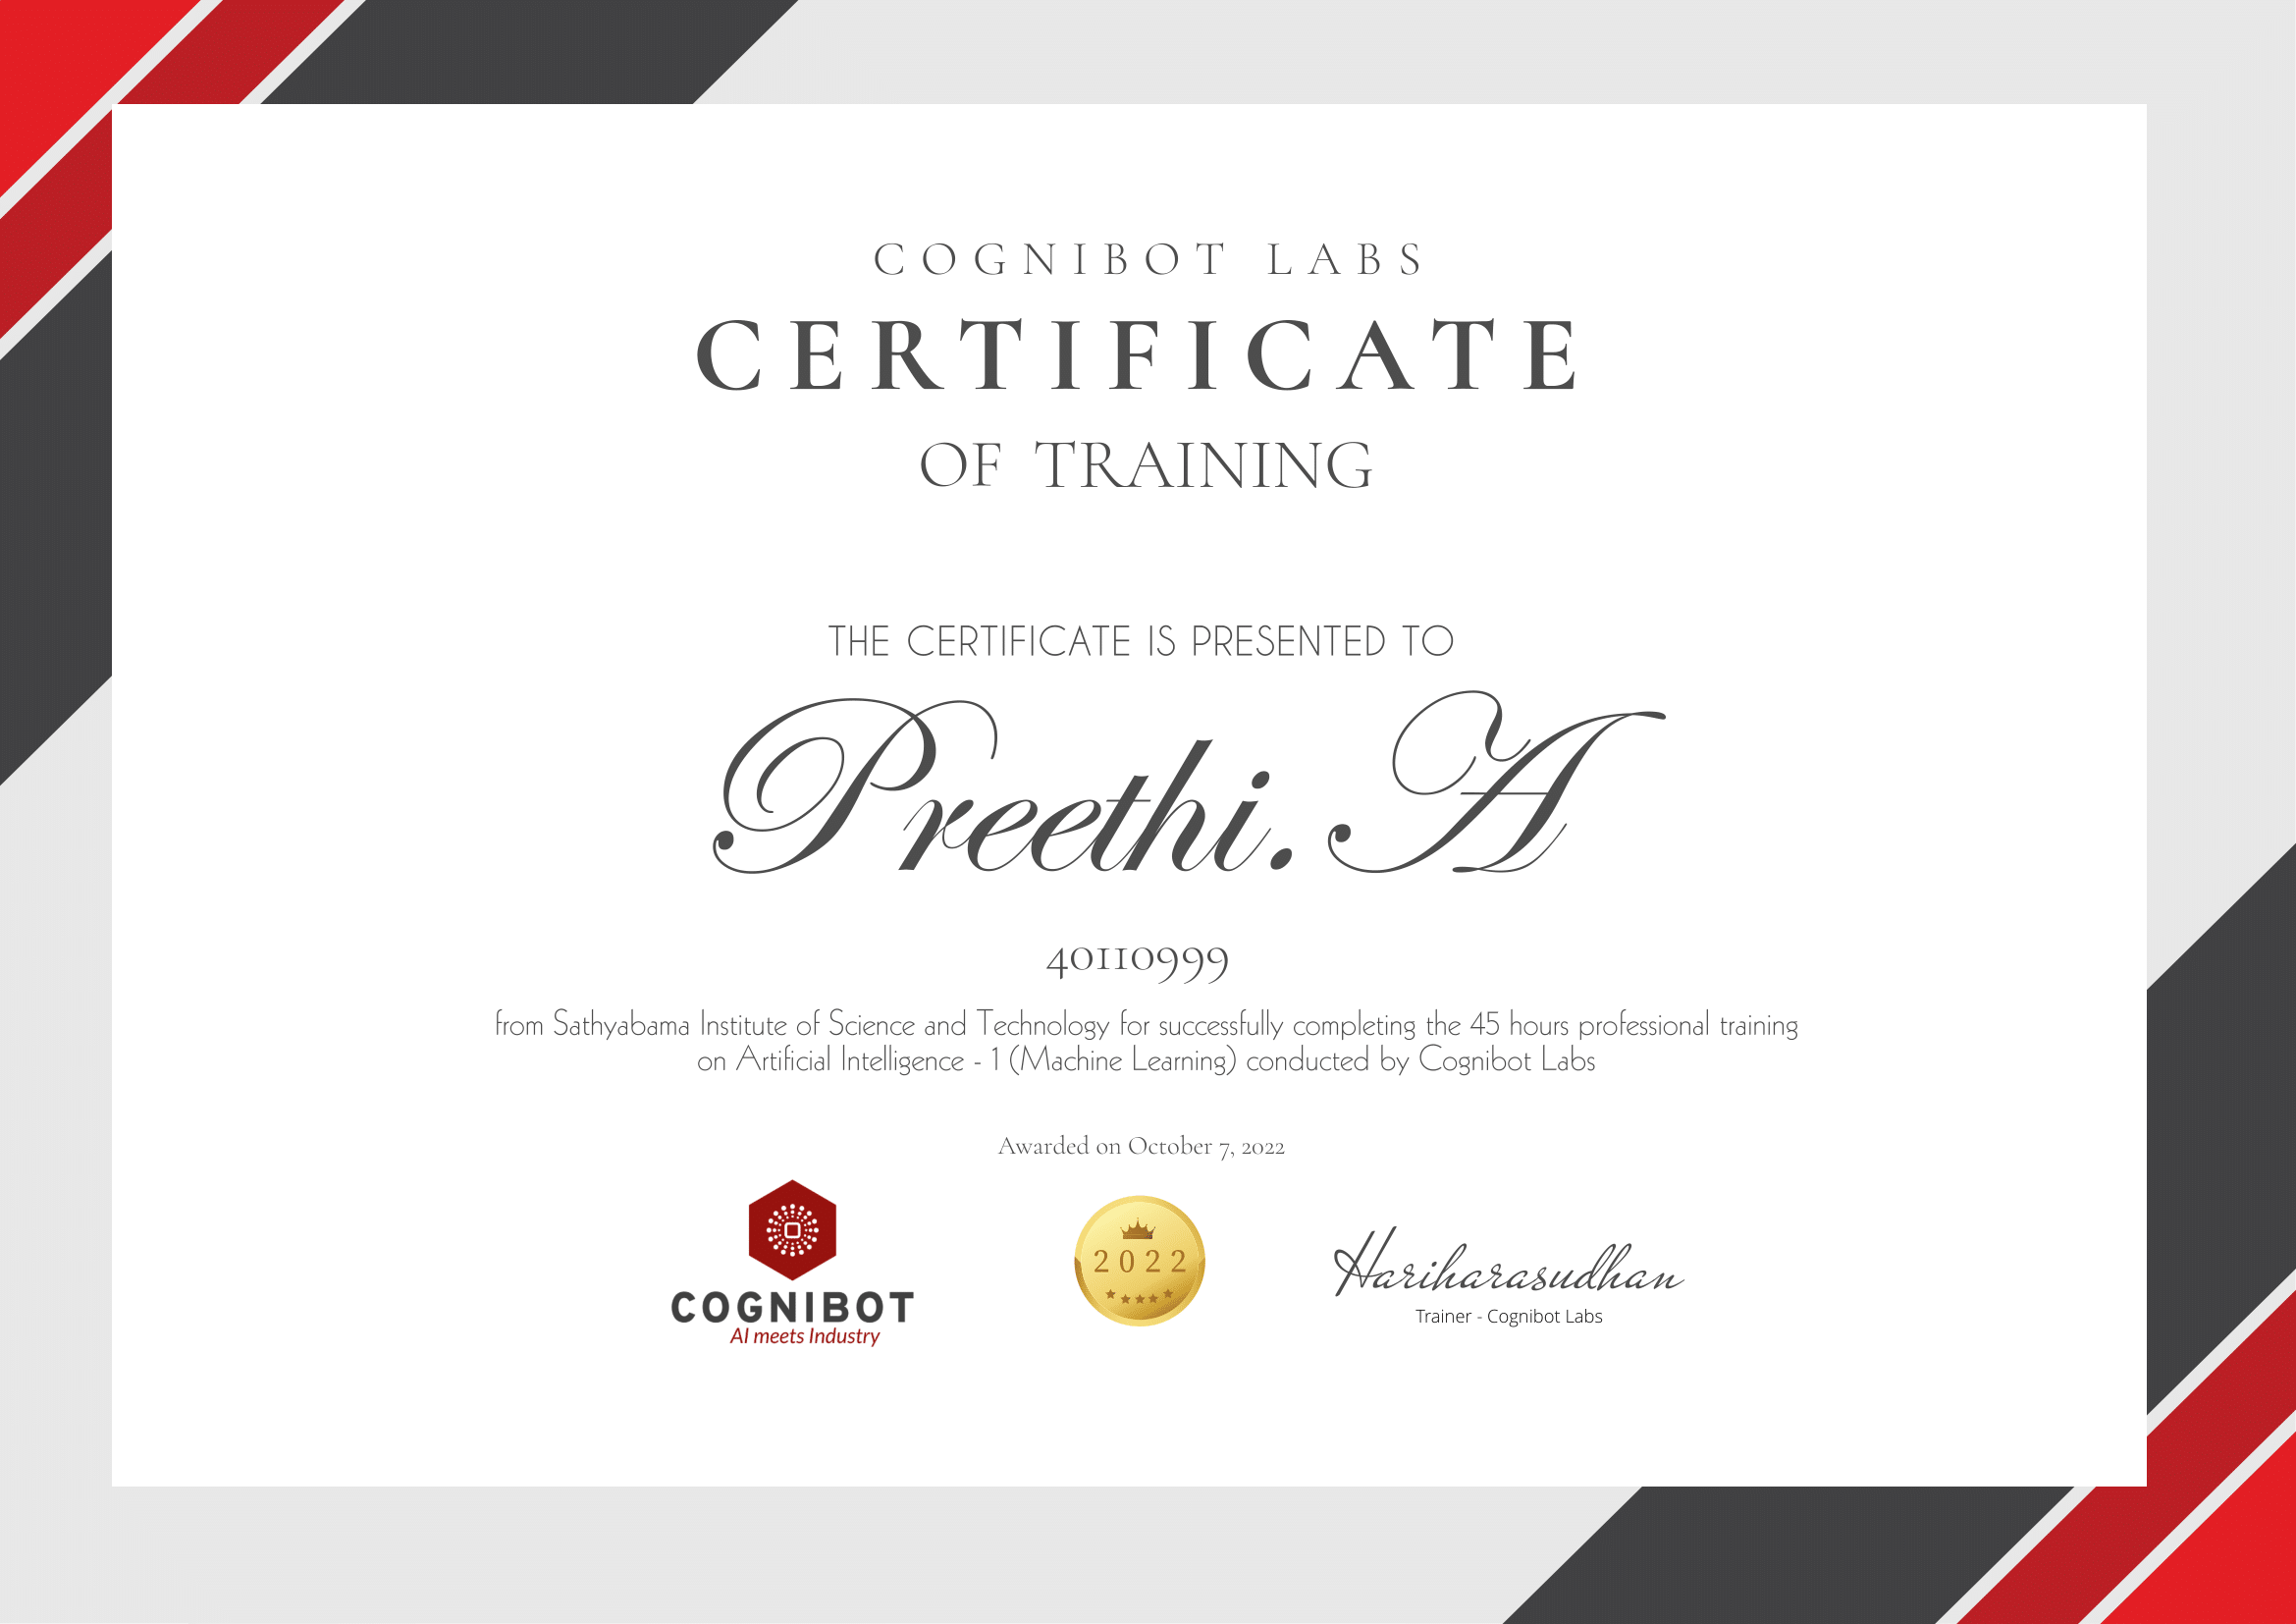 COGNIBOT LABS
CERTIFICATE
OF TRAINING
THE CERTIFICATE IS PRESENTED TO
Preethi. A
40110999
from Sathyabama Institute of Science and Technology for successfully completing the 45 hours professional training
on Artificial Intelligence - 1 (Machine Learning) conducted by Cognibot Labs
Awarded on October 7, 2022
COGNIBOT
AI meets Industry
2022
Hariharasudhan
Trainer - Cognibot Labs